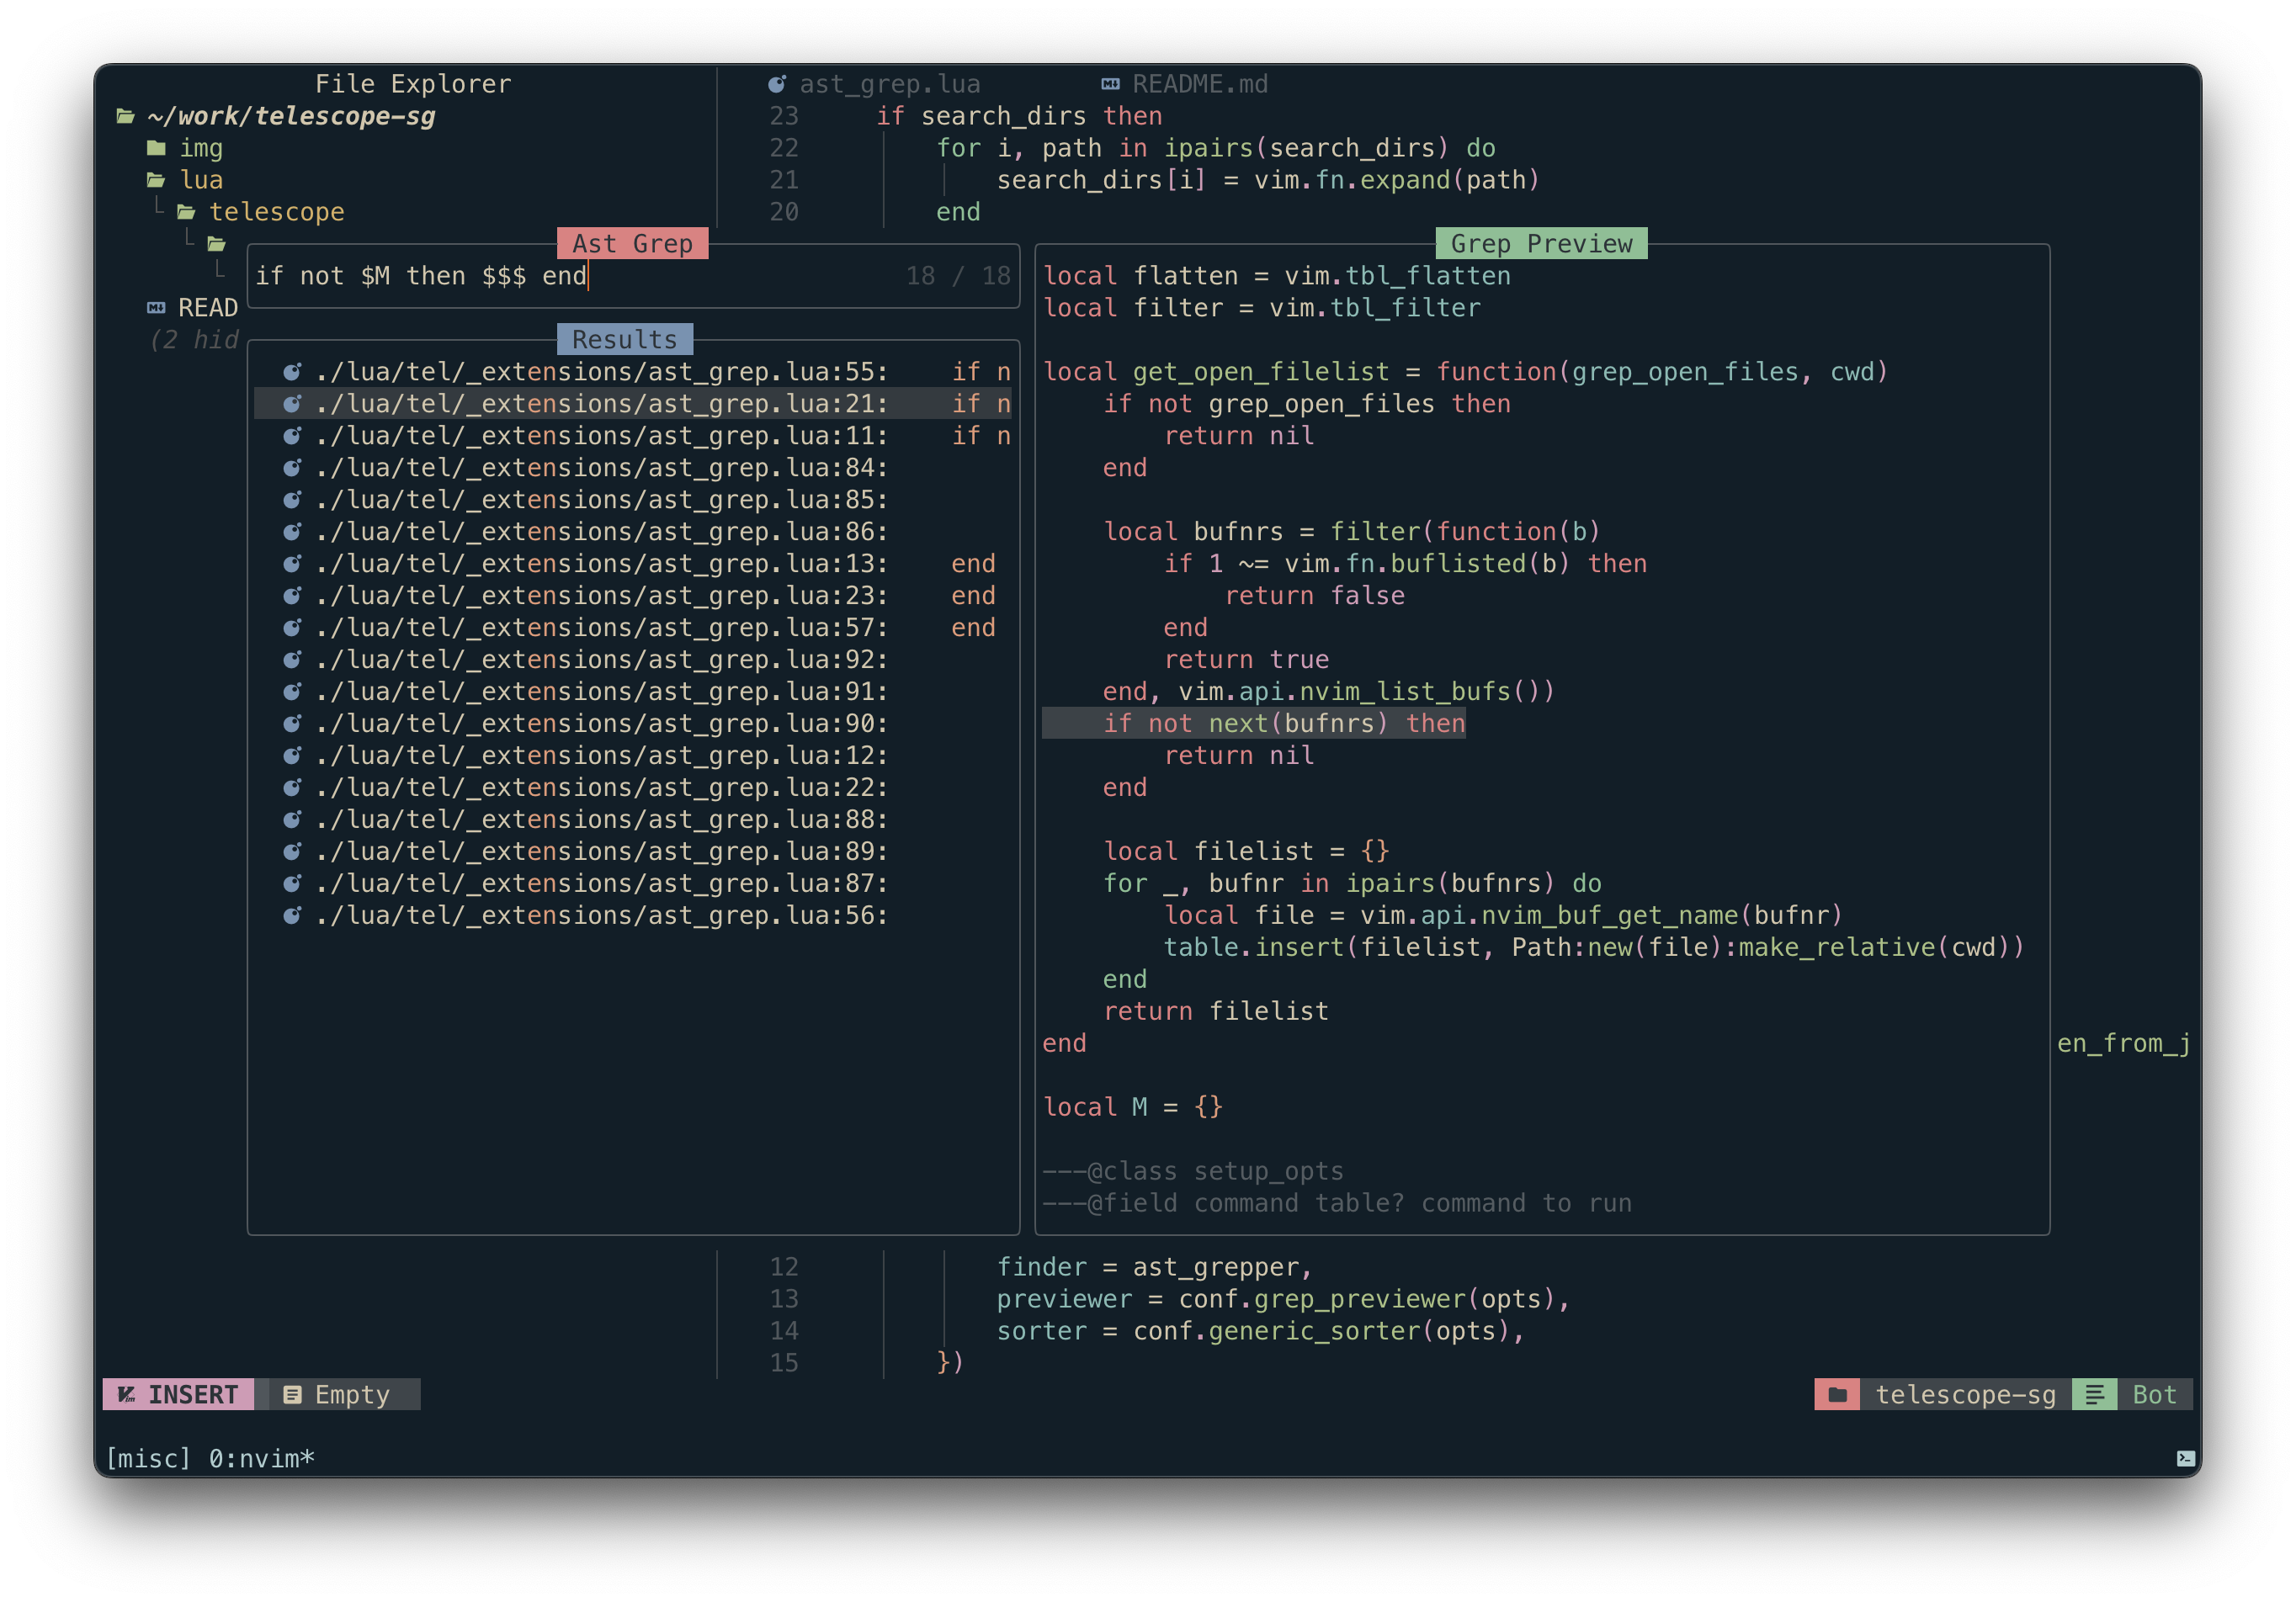 File Explorer
~/work/telescope-sg
img
lua
telescope
READ
(2 hid
ast_grep.lua README.md
23 if search_dirs then
22 for i, path in ipairs(search_dirs) do
21 search_dirs[i] = vim.fn.expand(path)
20 end
Ast Grep
if not $M then $$$ end 18 / 18
Results
./lua/tel/_extensions/ast_grep.lua:55: if n
./lua/tel/_extensions/ast_grep.lua:21: if n
./lua/tel/_extensions/ast_grep.lua:11: if n
./lua/tel/_extensions/ast_grep.lua:84:
./lua/tel/_extensions/ast_grep.lua:85:
./lua/tel/_extensions/ast_grep.lua:86:
./lua/tel/_extensions/ast_grep.lua:13: end
./lua/tel/_extensions/ast_grep.lua:23: end
./lua/tel/_extensions/ast_grep.lua:57: end
./lua/tel/_extensions/ast_grep.lua:92:
./lua/tel/_extensions/ast_grep.lua:91:
./lua/tel/_extensions/ast_grep.lua:90:
./lua/tel/_extensions/ast_grep.lua:12:
./lua/tel/_extensions/ast_grep.lua:22:
./lua/tel/_extensions/ast_grep.lua:88:
./lua/tel/_extensions/ast_grep.lua:89:
./lua/tel/_extensions/ast_grep.lua:87:
./lua/tel/_extensions/ast_grep.lua:56:
Grep Preview
local flatten = vim.tbl_flatten
local filter = vim.tbl_filter
local get_open_filelist = function(grep_open_files, cwd)
if not grep_open_files then
return nil
end
local bufnrs = filter(function(b)
if 1 ~= vim.fn.buflisted(b) then
return false
end
return true
end, vim.api.nvim_list_bufs())
if not next(bufnrs) then
return nil
end
local filelist = {}
for _, bufnr in ipairs(bufnrs) do
local file = vim.api.nvim_buf_get_name(bufnr)
table.insert(filelist, Path:new(file):make_relative(cwd))
end
return filelist
end
local M = {}
---@class setup_opts
---@field command table? command to run
en_from_j
12 finder = ast_grepper,
13 previewer = conf.grep_previewer(opts),
14 sorter = conf.generic_sorter(opts),
15 })
INSERT Empty telescope-sg Bot
[misc] 0:nvim*